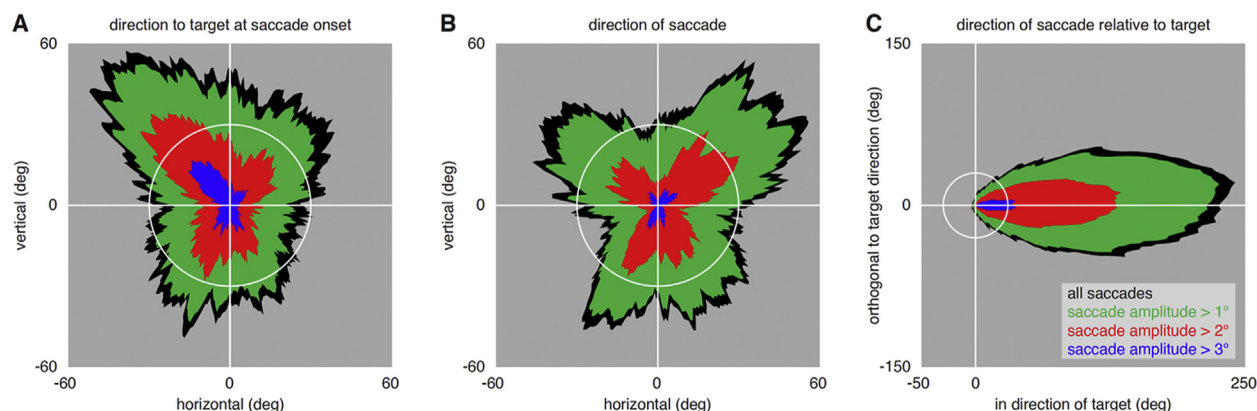 A
direction to target at saccade onset
60
vertical (deg)
0
-60
-60
0
60
horizontal (deg)
B
direction of saccade
60
vertical (deg)
0
-60
-60
0
60
horizontal (deg)
C
direction of saccade relative to target
150
orthogonal to target direction (deg)
0
-150
-50
0
250
in direction of target (deg)
all saccades
saccade amplitude > 1°
saccade amplitude > 2°
saccade amplitude > 3°